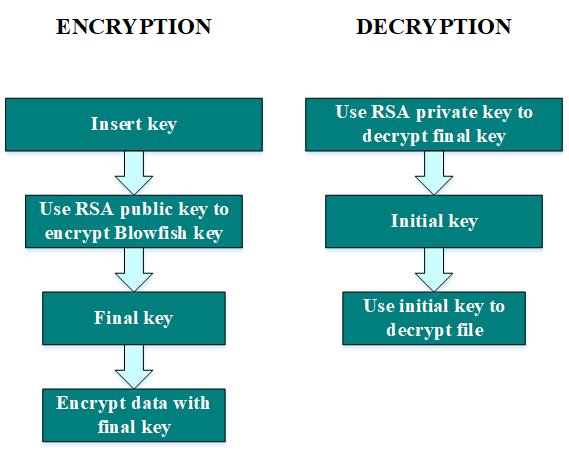 ENCRYPTION
Insert key
Use RSA public key to
encrypt Blowfish key
Final key
Encrypt data with
final key
DECRYPTION
Use RSA private key to
decrypt final key
Initial key
Use initial key to
decrypt file